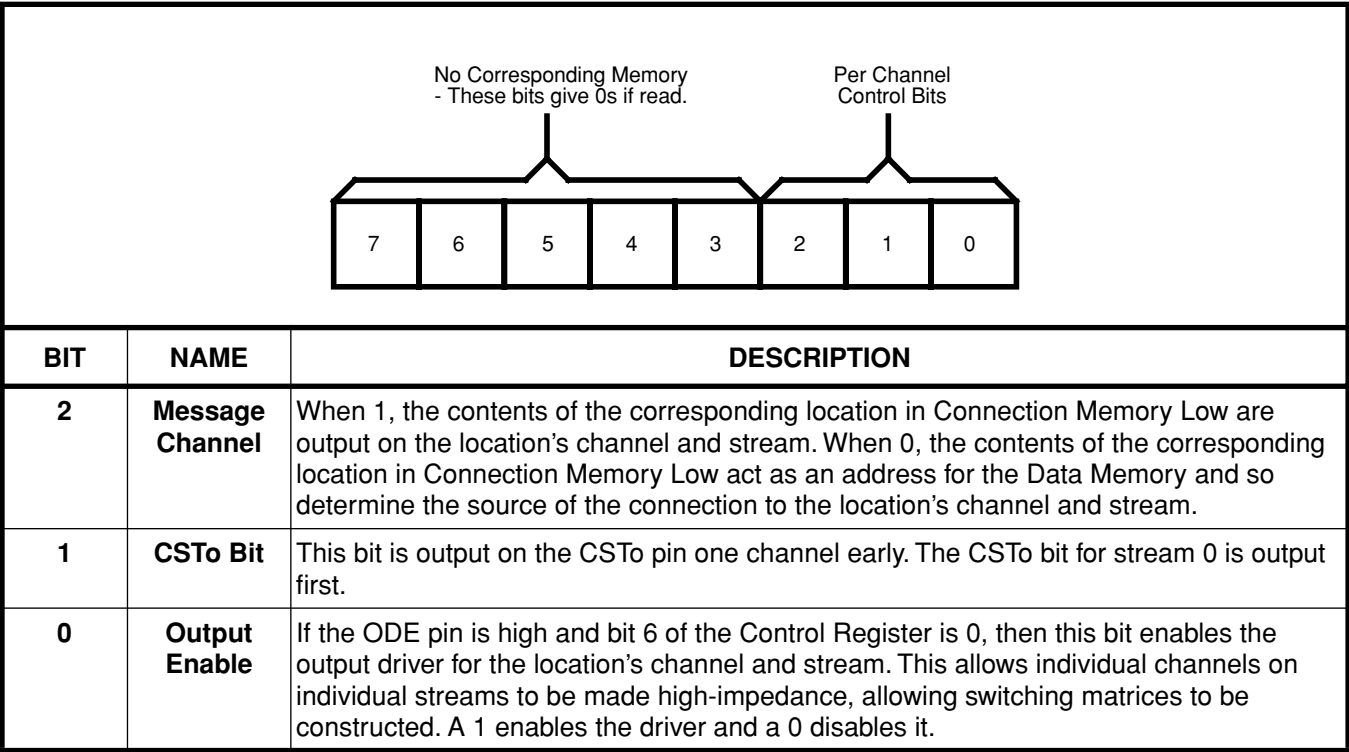 No Corresponding Memory
- These bits give 0s if read.
Per Channel
Control Bits
7 6 5 4 3 2 1 0
BIT NAME DESCRIPTION
2 Message Channel When 1, the contents of the corresponding location in Connection Memory Low are
output on the location's channel and stream. When 0, the contents of the corresponding
location in Connection Memory Low act as an address for the Data Memory and so
determine the source of the connection to the location's channel and stream.
1 CSTo Bit This bit is output on the CSTo pin one channel early. The CSTo bit for stream 0 is output
first.
0 Output Enable If the ODE pin is high and bit 6 of the Control Register is 0, then this bit enables the
output driver for the location's channel and stream. This allows individual channels on
individual streams to be made high-impedance, allowing switching matrices to be
constructed. A 1 enables the driver and a 0 disables it.